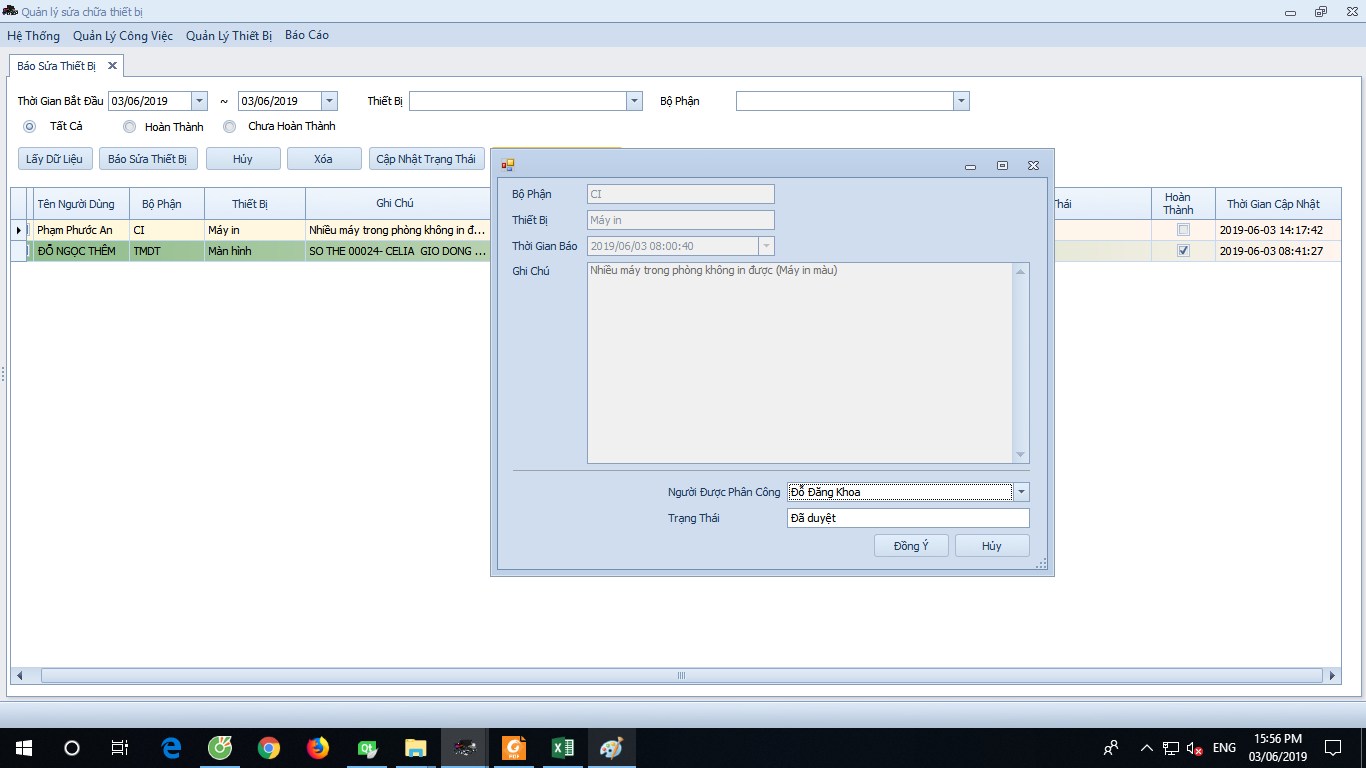 Quản lý sửa chữa thiết bị
Hệ Thống Quản Lý Công Việc Quản Lý Thiết Bị Báo Cáo
Báo Sửa Thiết Bị
Thời Gian Bắt Đầu 03/06/2019 ~ 03/06/2019 Thiết Bị Bộ Phận
Tất Cả Hoàn Thành Chưa Hoàn Thành
Lấy Dữ Liệu Báo Sửa Thiết Bị Hủy Xóa Cập Nhật Trạng Thái
Tên Người Dùng Bộ Phận Thiết Bị Ghi Chú Thái Hoàn Thành Thời Gian Cập Nhật
Phạm Phước An CI Máy in Nhiều máy trong phòng không in đ... 2019-06-03 14:17:42
ĐỖ NGỌC THÊM TMDT Màn hình SO THE 00024- CELIA GIO DONG ... 2019-06-03 08:41:27
Bộ Phận CI
Thiết Bị Máy in
Thời Gian Báo 2019/06/03 08:00:40
Ghi Chú Nhiều máy trong phòng không in được (Máy in màu)
Người Được Phân Công Đỗ Đăng Khoa
Trạng Thái Đã duyệt
Đồng Ý Hủy
Qt PDF ENG 15:56 PM
03/06/2019